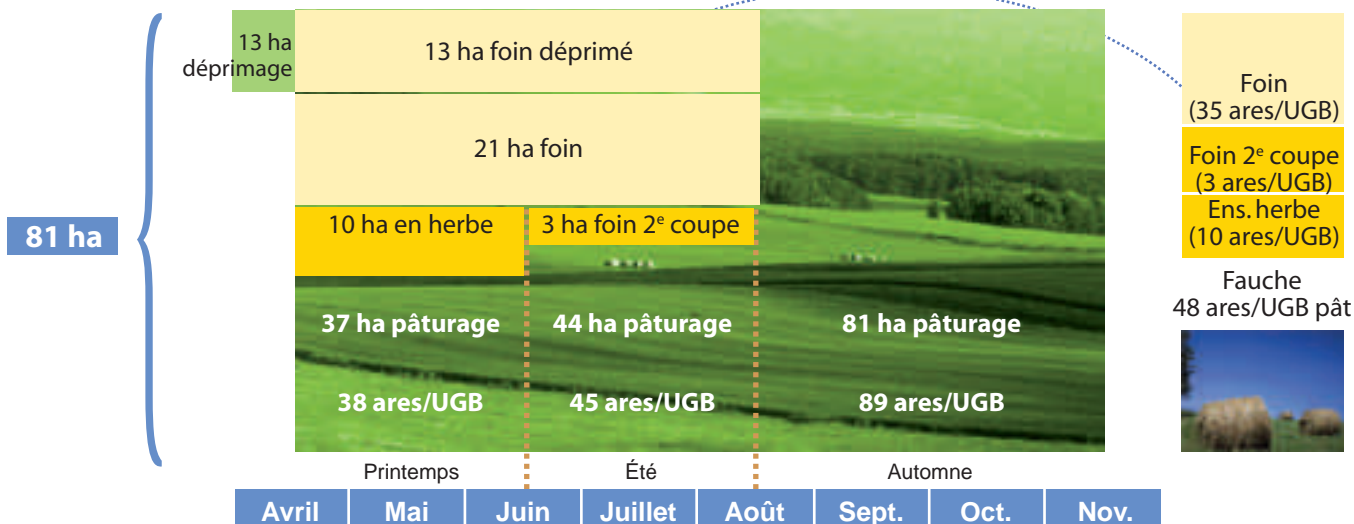 81 ha
13 ha
déprimage
13 ha foin déprimé
21 ha foin
10 ha en herbe
3 ha foin 2e coupe
37 ha pâturage
44 ha pâturage
81 ha pâturage
38 ares/UGB
45 ares/UGB
89 ares/UGB
Printemps
Été
Automne
Avril
Mai
Juin
Juillet
Août
Sept.
Oct.
Nov.
Foin
(35 ares/UGB)
Foin 2e coupe
(3 ares/UGB)
Ens. herbe
(10 ares/UGB)
Fauche
48 ares/UGB pât